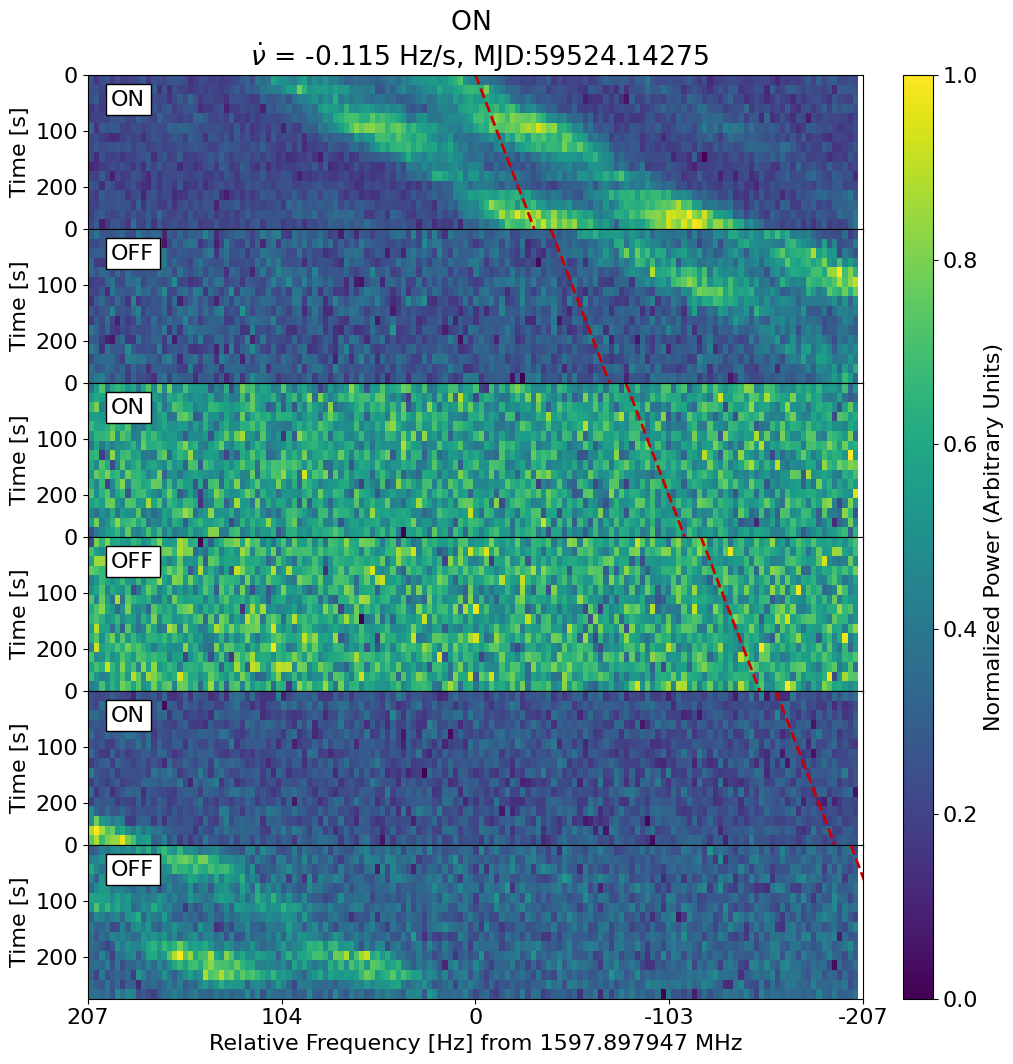 ON
ν̇ = -0.115 Hz/s, MJD:59524.14275
0
ON
100
200
Time [s]
0
OFF
100
200
Time [s]
0
ON
100
200
Time [s]
0
OFF
100
200
Time [s]
0
ON
100
200
Time [s]
0
OFF
100
200
Time [s]
207 104 0 -103 -207
Relative Frequency [Hz] from 1597.897947 MHz
1.0
0.8
0.6
0.4
0.2
0.0
Normalized Power (Arbitrary Units)